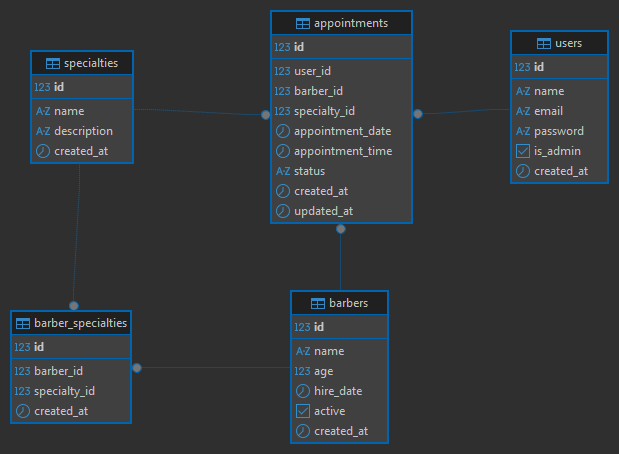 appointments
123 id
123 user_id
123 barber_id
123 specialty_id
appointment_date
appointment_time
A-Z status
created_at
updated_at
users
123 id
A-Z name
A-Z email
A-Z password
is_admin
created_at
specialties
123 id
A-Z name
A-Z description
created_at
barber_specialties
123 id
123 barber_id
123 specialty_id
created_at
barbers
123 id
A-Z name
123 age
hire_date
active
created_at